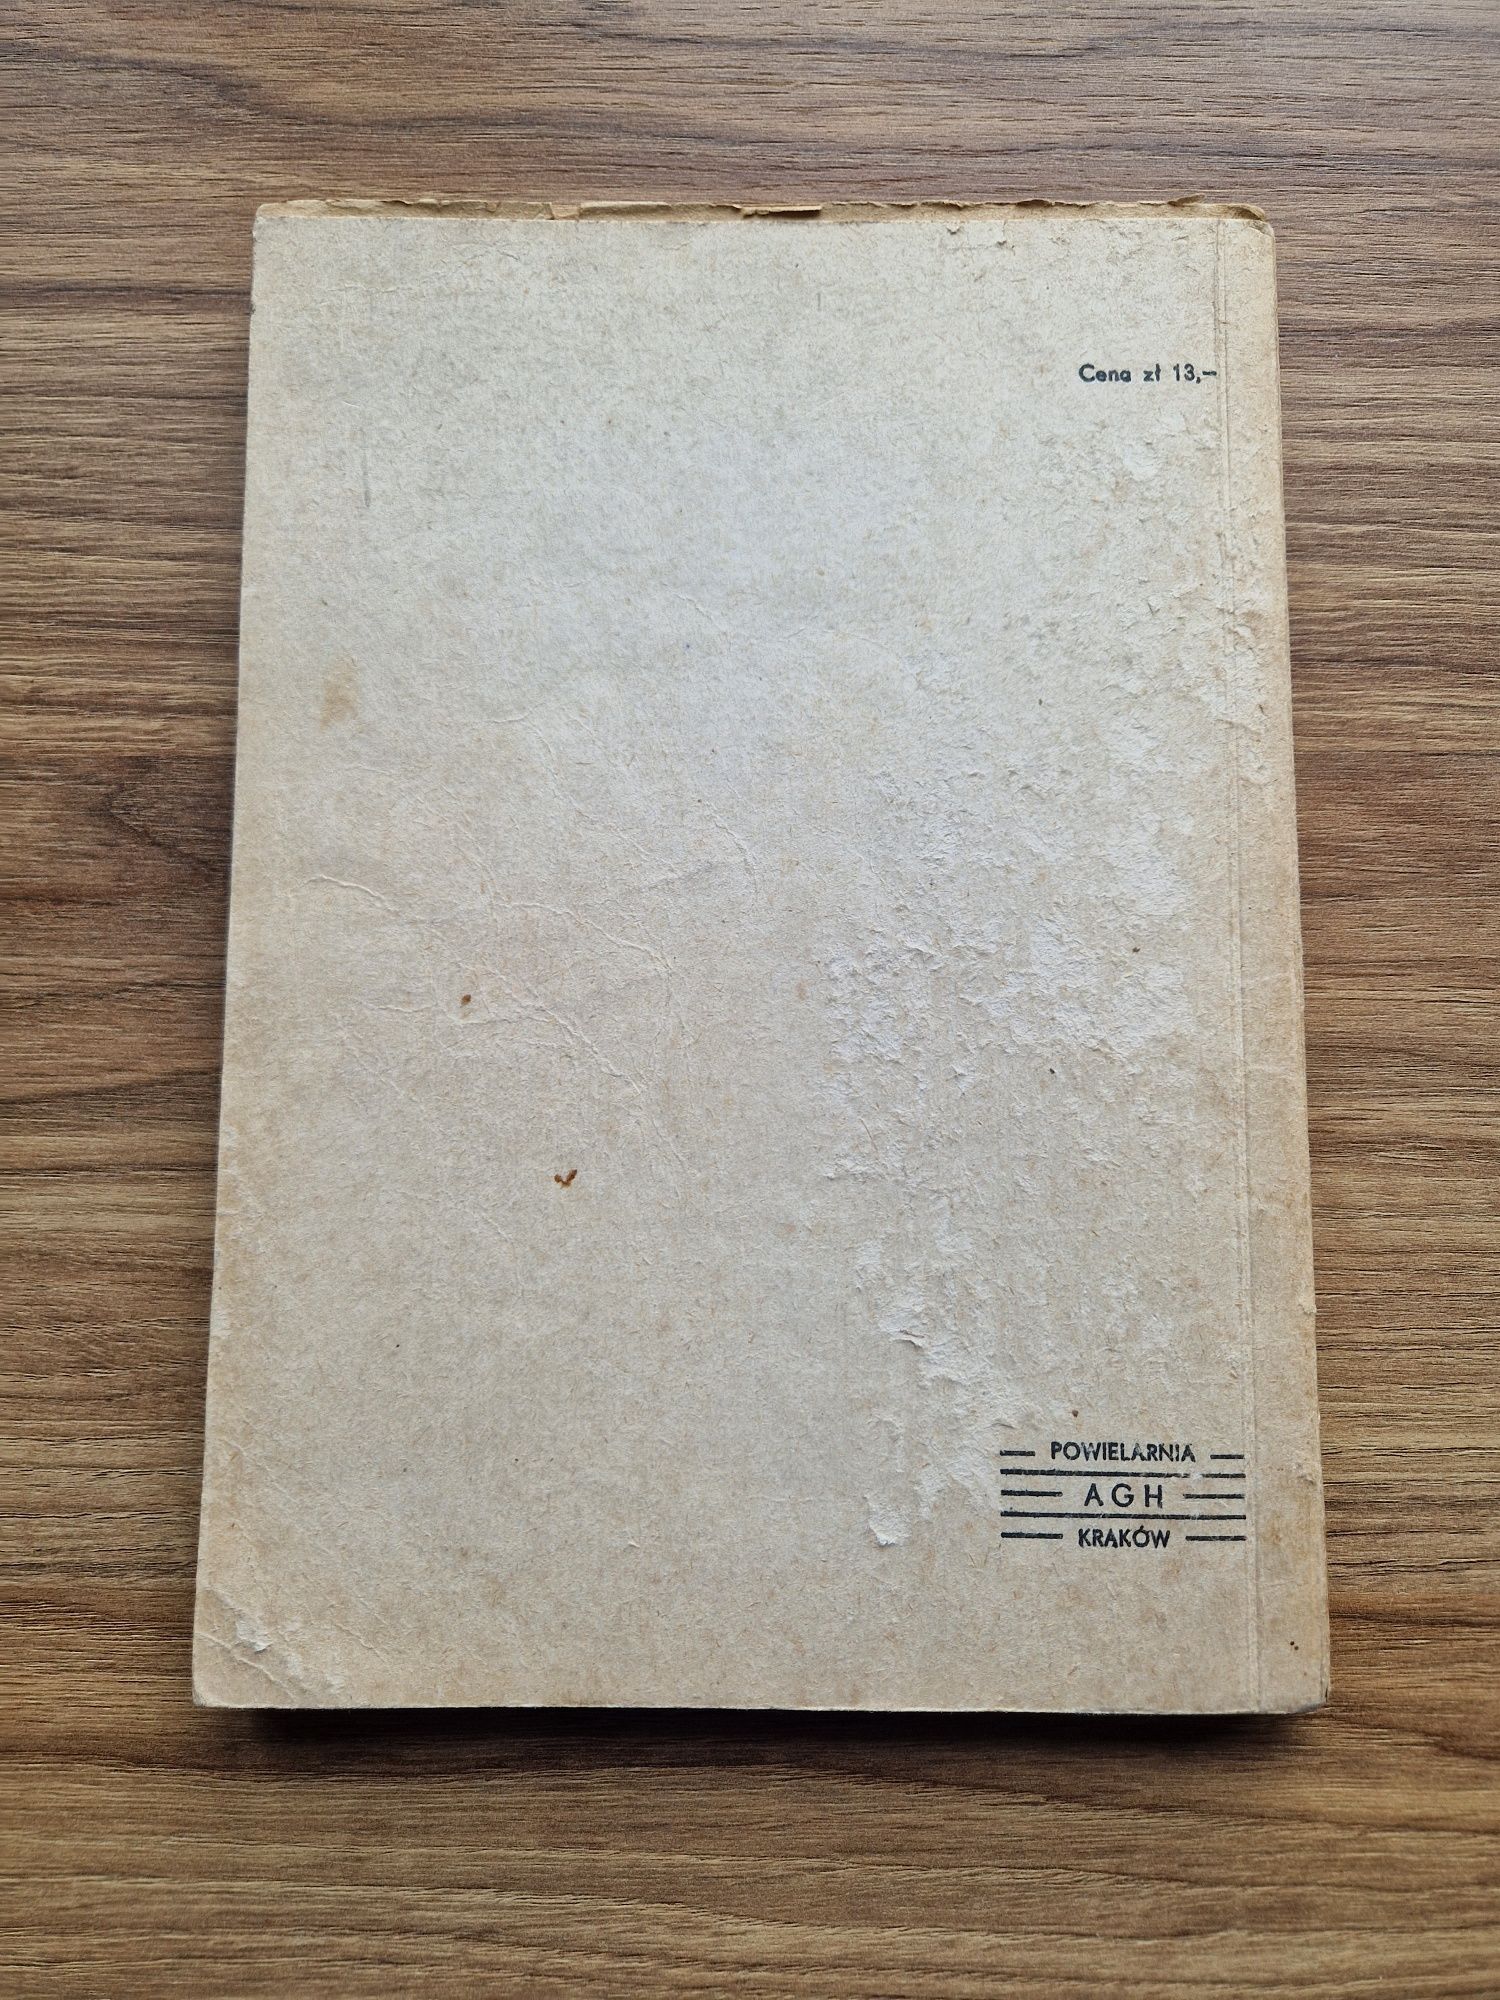 Cena zł 13,–
POWIELARNIA
AGH
KRAKÓW